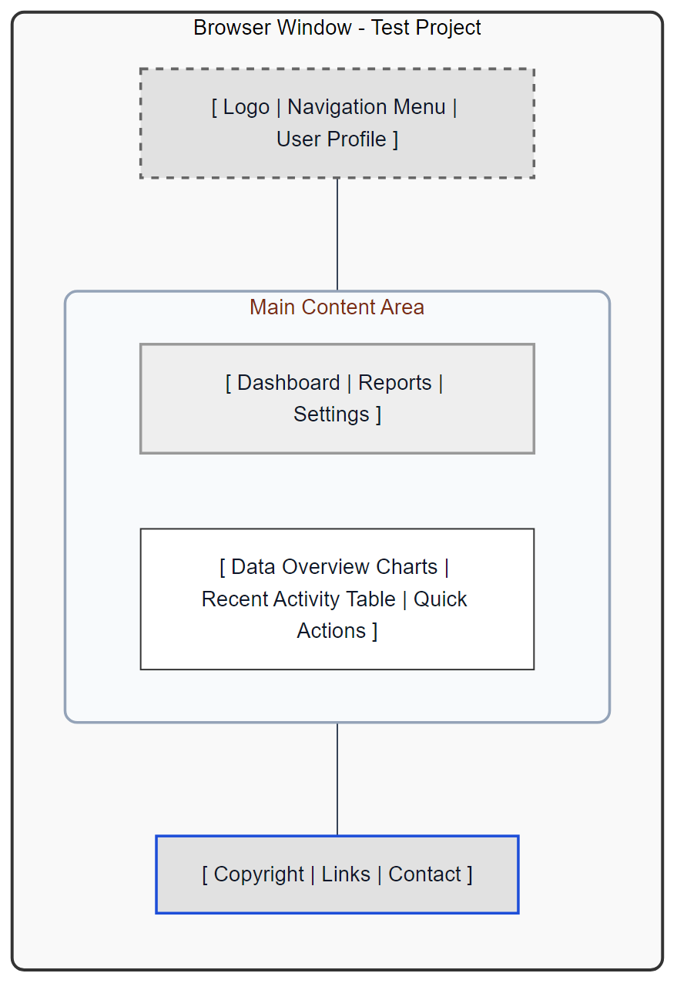 Browser Window - Test Project
[ Logo | Navigation Menu |
User Profile ]
Main Content Area
[ Dashboard | Reports |
Settings ]
[ Data Overview Charts |
Recent Activity Table | Quick
Actions ]
[ Copyright | Links | Contact ]